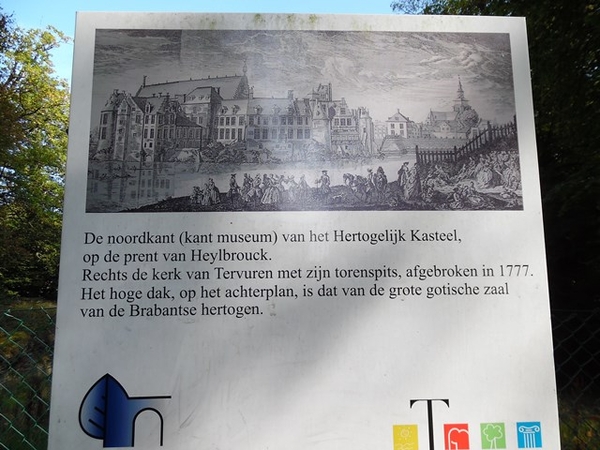 De noordkant (kant museum) van het Hertogelijk Kasteel,
op de prent van Heylbrouck.
Rechts de kerk van Tervuren met zijn torenspits, afgebroken in 1777.
Het hoge dak, op het achterplan, is dat van de grote gotische zaal
van de Brabantse hertogen.
T